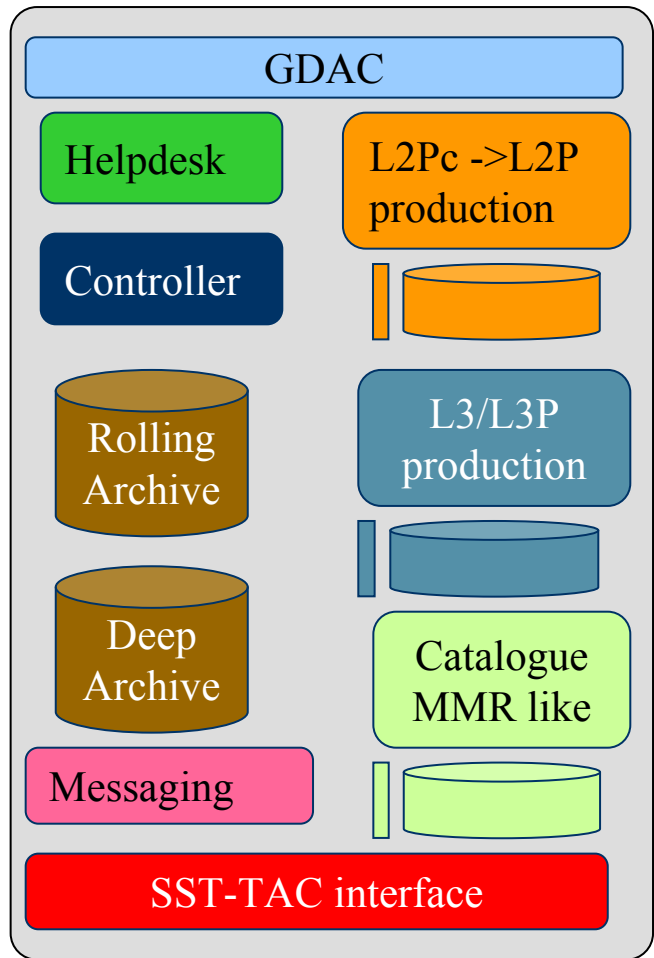 GDAC
Helpdesk
L2Pc ->L2P
production
Controller
Rolling
Archive
L3/L3P
production
Deep
Archive
Catalogue
MMR like
Messaging
SST-TAC interface